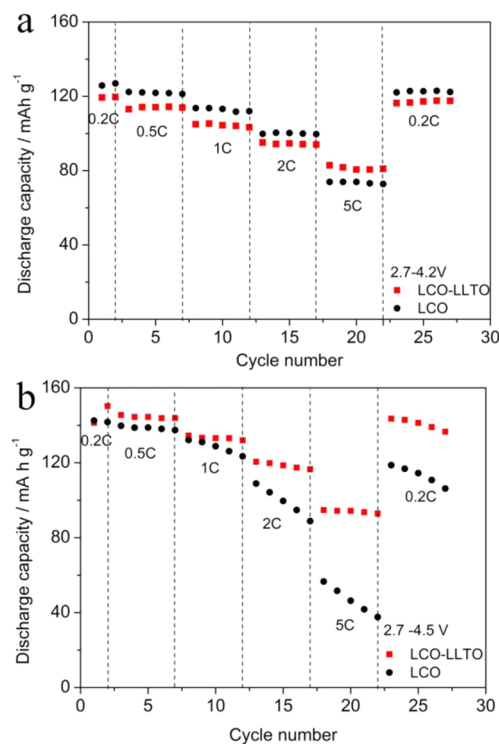 a
160
120
80
40
0
Discharge capacity / mAh g⁻¹
0.2C
0.5C
1C
2C
5C
0.2C
2.7-4.2V
LCO-LLTO
LCO
0 5 10 15 20 25 30
Cycle number
b
160
120
80
40
0
Discharge capacity / mA h g⁻¹
0.2C
0.5C
1C
2C
5C
0.2C
2.7 -4.5 V
LCO-LLTO
LCO
0 5 10 15 20 25 30
Cycle number